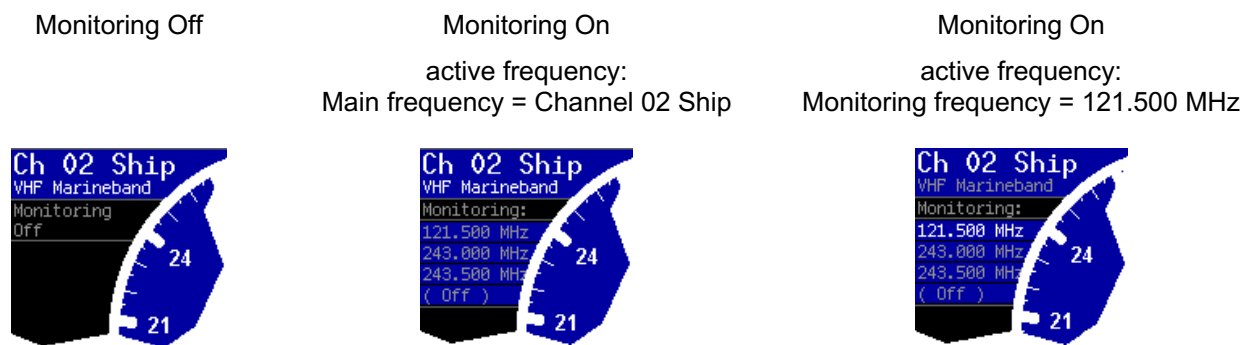 Monitoring Off
Monitoring On
active frequency:
Main frequency = Channel 02 Ship
Monitoring On
active frequency:
Monitoring frequency = 121.500 MHz
Ch 02 Ship
VHF Marineband
Monitoring
Off
24
21
Ch 02 Ship
VHF Marineband
Monitoring:
121.500 MHz
243.000 MHz
243.500 MHz
( Off )
24
21
Ch 02 Ship
VHF Marineband
Monitoring:
121.500 MHz
243.000 MHz
243.500 MHz
( Off )
24
21